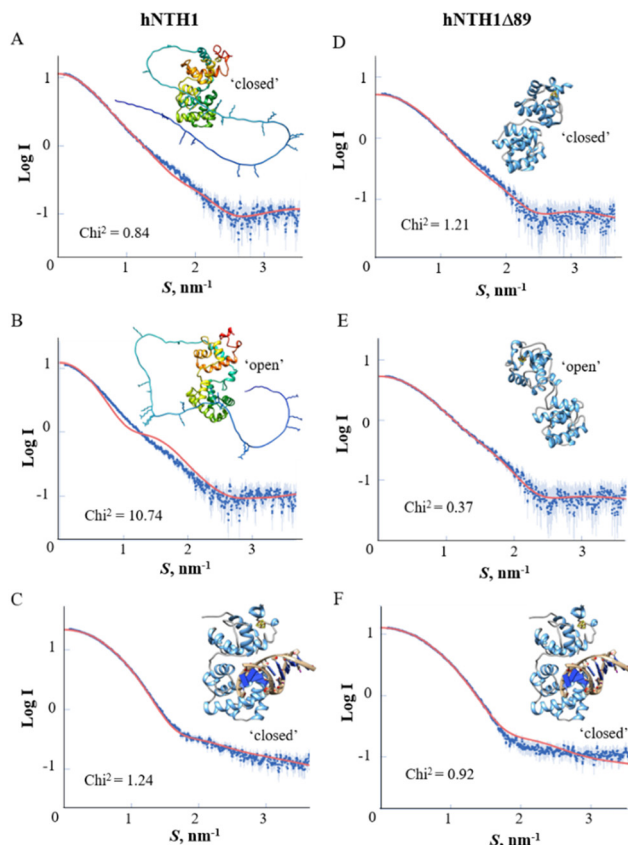 hNTH1
hNTH1Δ89
A
Log I
1
0
-1
'closed'
Chi² = 0.84
0
1
2
3
S, nm⁻¹
D
Log I
1
0
-1
'closed'
Chi² = 1.21
0
1
2
3
S, nm⁻¹
B
Log I
1
0
-1
'open'
Chi² = 10.74
0
1
2
3
S, nm⁻¹
E
Log I
1
0
-1
'open'
Chi² = 0.37
0
1
2
3
S, nm⁻¹
C
Log I
1
0
-1
'closed'
Chi² = 1.24
0
1
2
3
S, nm⁻¹
F
Log I
1
0
-1
'closed'
Chi² = 0.92
0
1
2
3
S, nm⁻¹